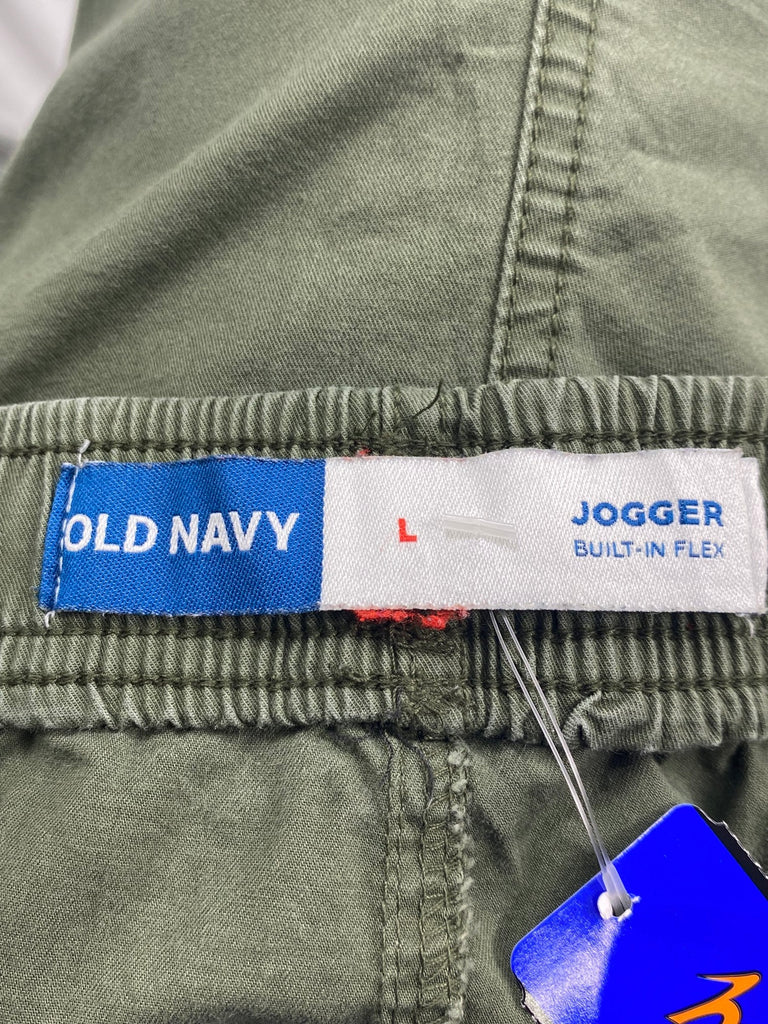 OLD NAVY
L
JOGGER
BUILT-IN FLEX